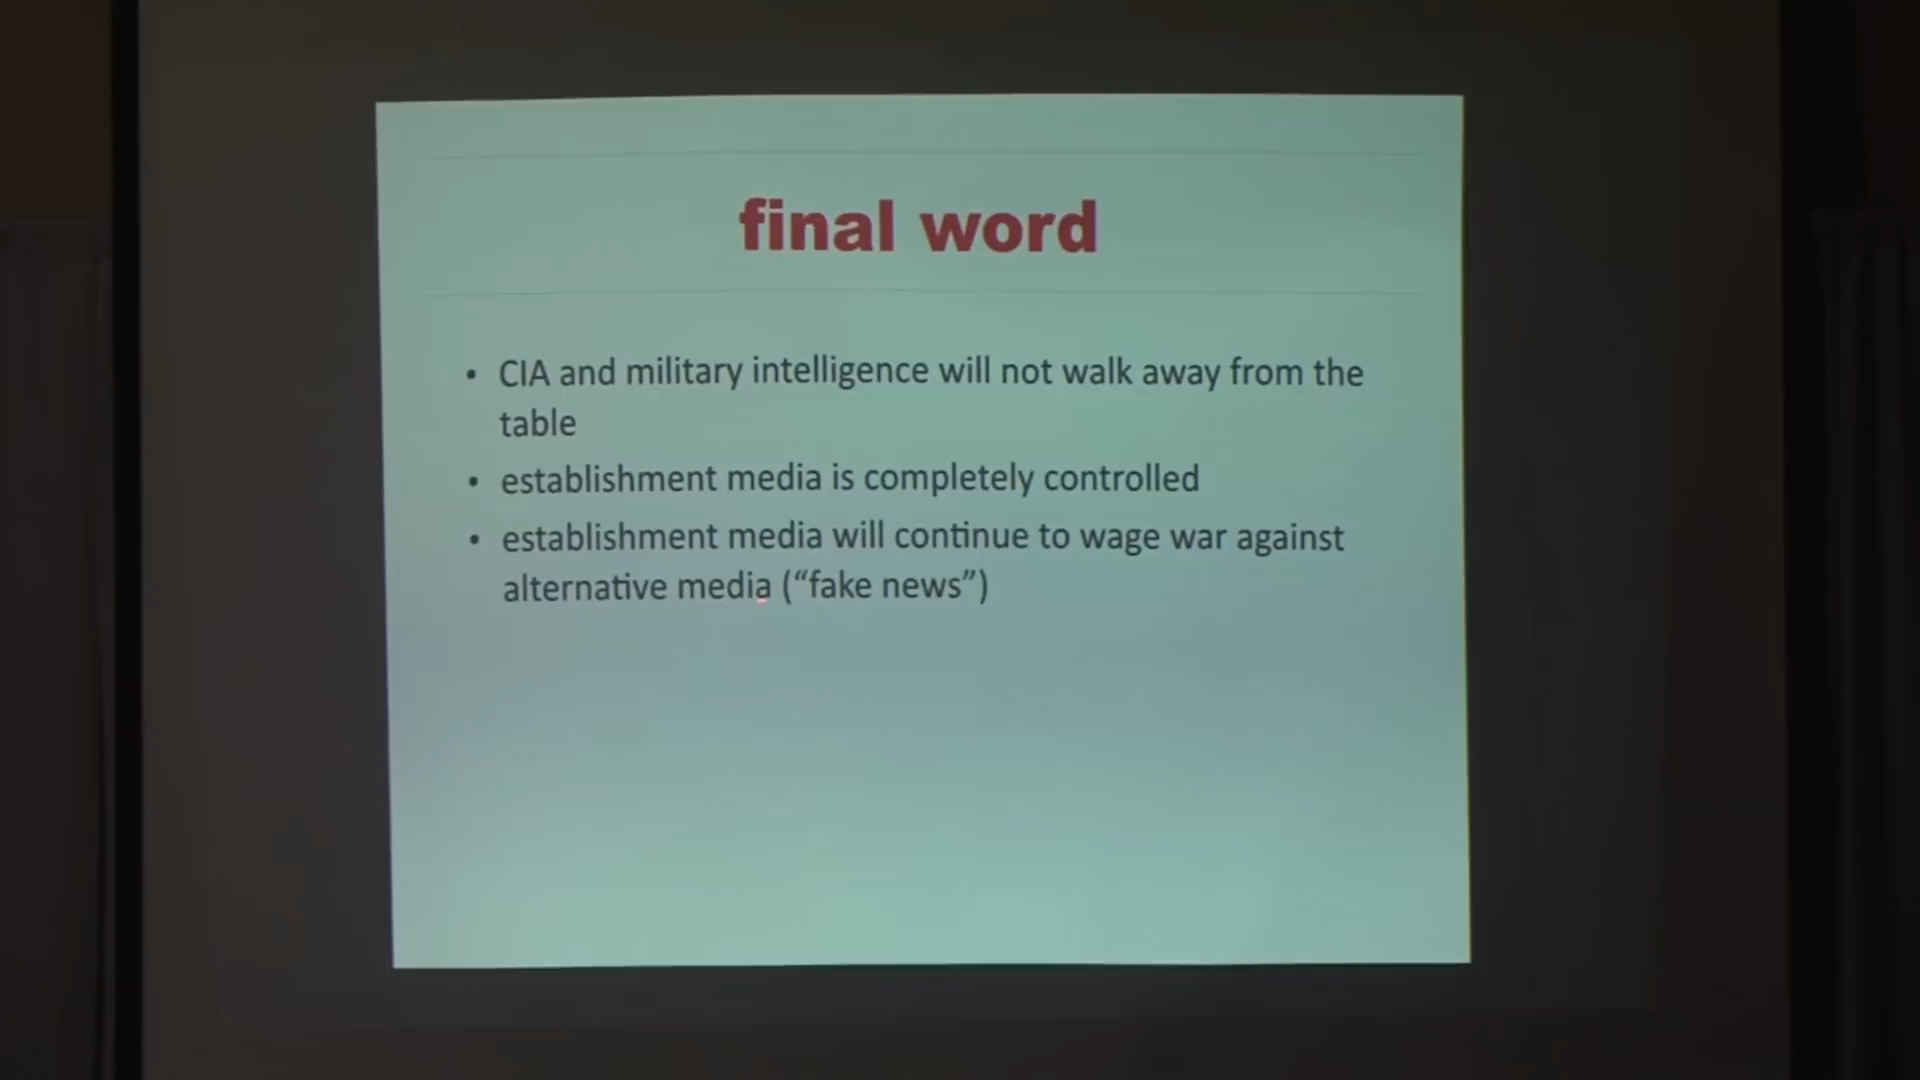 final word
• CIA and military intelligence will not walk away from the
table
• establishment media is completely controlled
• establishment media will continue to wage war against
alternative media (“fake news”)